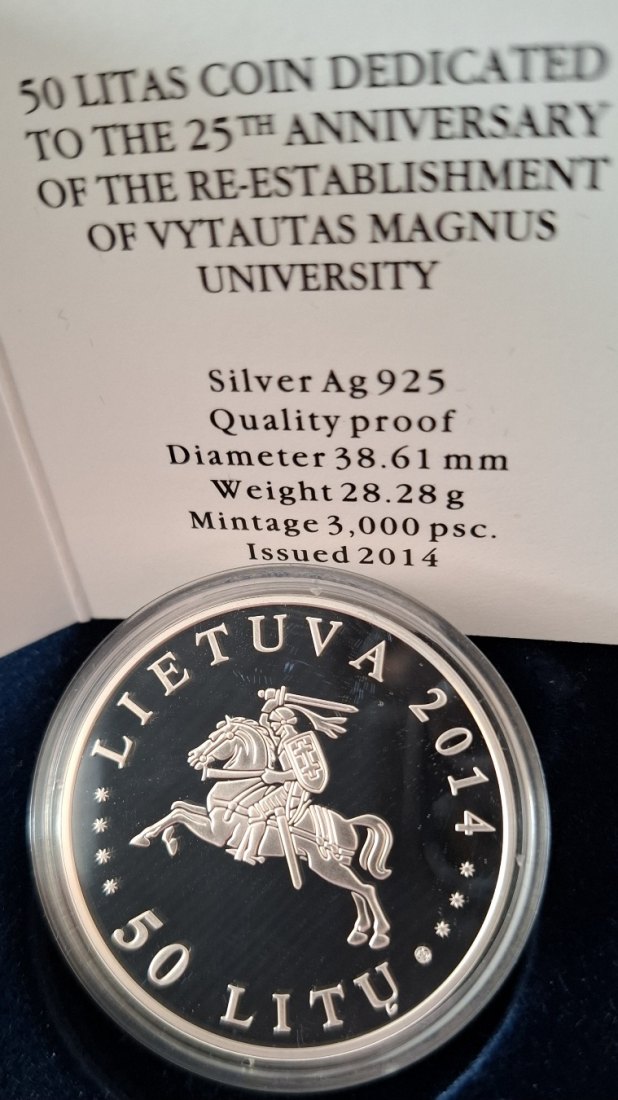 50 LITAS COIN DEDICATED
TO THE 25TH ANNIVERSARY
OF THE RE-ESTABLISHMENT
OF VYTAUTAS MAGNUS
UNIVERSITY
Silver Ag 925
Quality proof
Diameter 38.61 mm
Weight 28.28 g
Mintage 3,000 psc.
Issued 2014
LIETUVA 2014
50 LITŲ